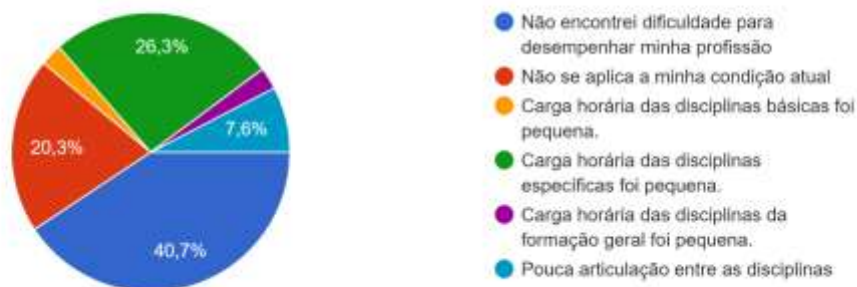 26,3%
20,3%
7,6%
40,7%
Não encontrei dificuldade para
desempenhar minha profissão
Não se aplica a minha condição atual
Carga horária das disciplinas básicas foi
pequena.
Carga horária das disciplinas
específicas foi pequena.
Carga horária das disciplinas da
formação geral foi pequena.
Pouca articulação entre as disciplinas